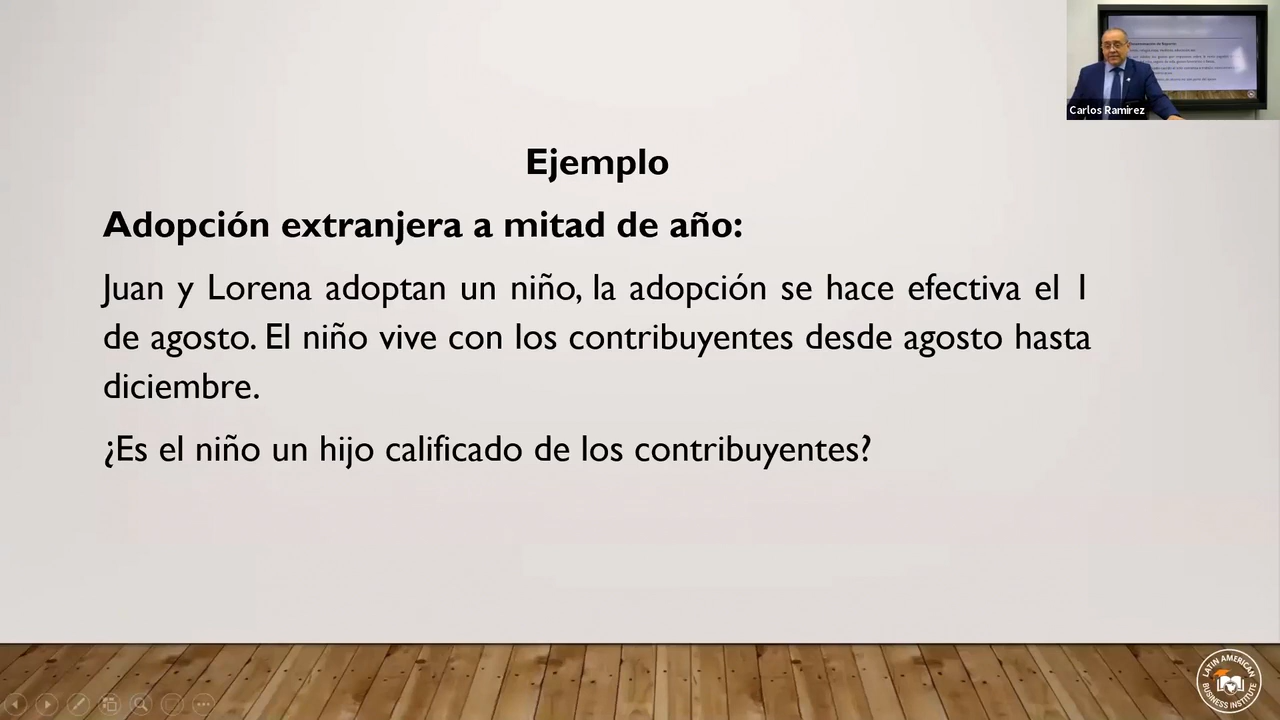 Carlos Ramirez
Ejemplo
Adopción extranjera a mitad de año:
Juan y Lorena adoptan un niño, la adopción se hace efectiva el 1
de agosto. El niño vive con los contribuyentes desde agosto hasta
diciembre.
¿Es el niño un hijo calificado de los contribuyentes?
LATIN AMERICAN
BUSINESS INSTITUTE